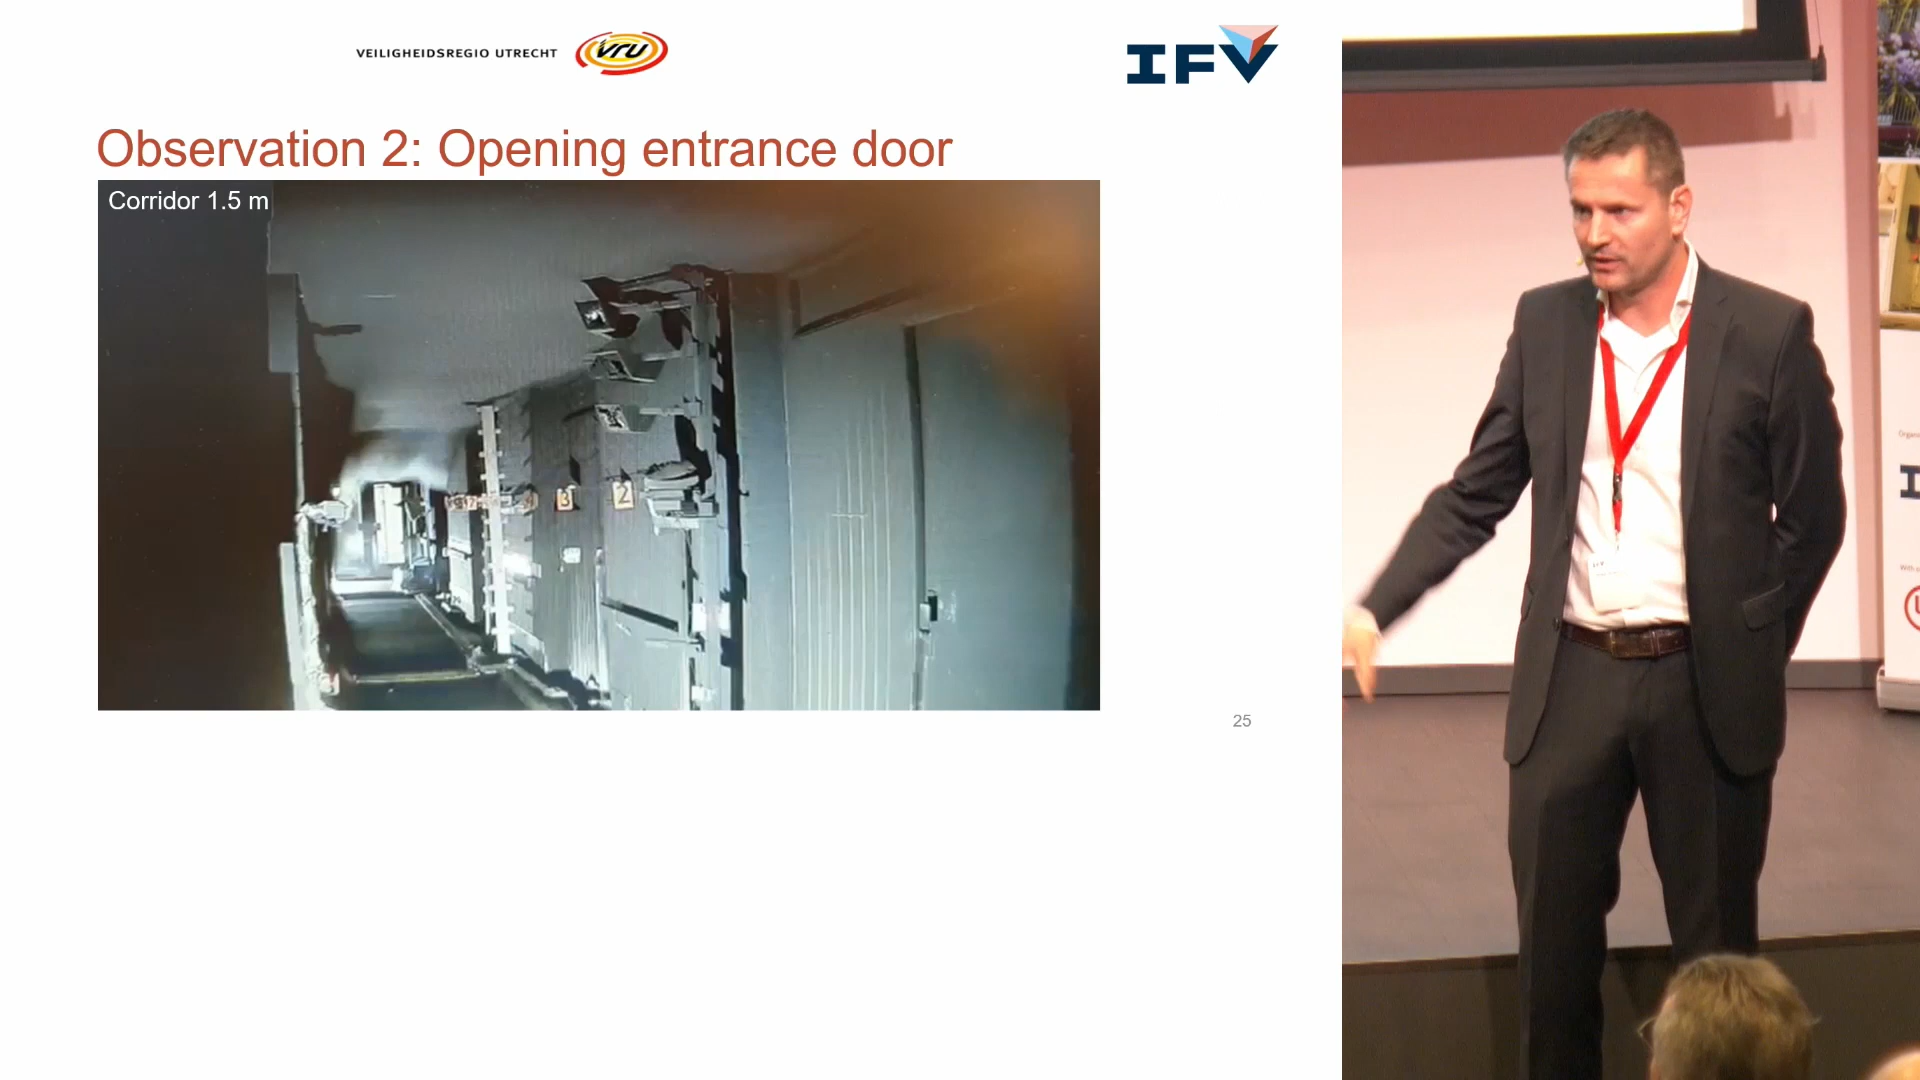 VEILIGHEIDSREGIO UTRECHT vru
IFV
Observation 2: Opening entrance door
Corridor 1.5 m
3
2
25